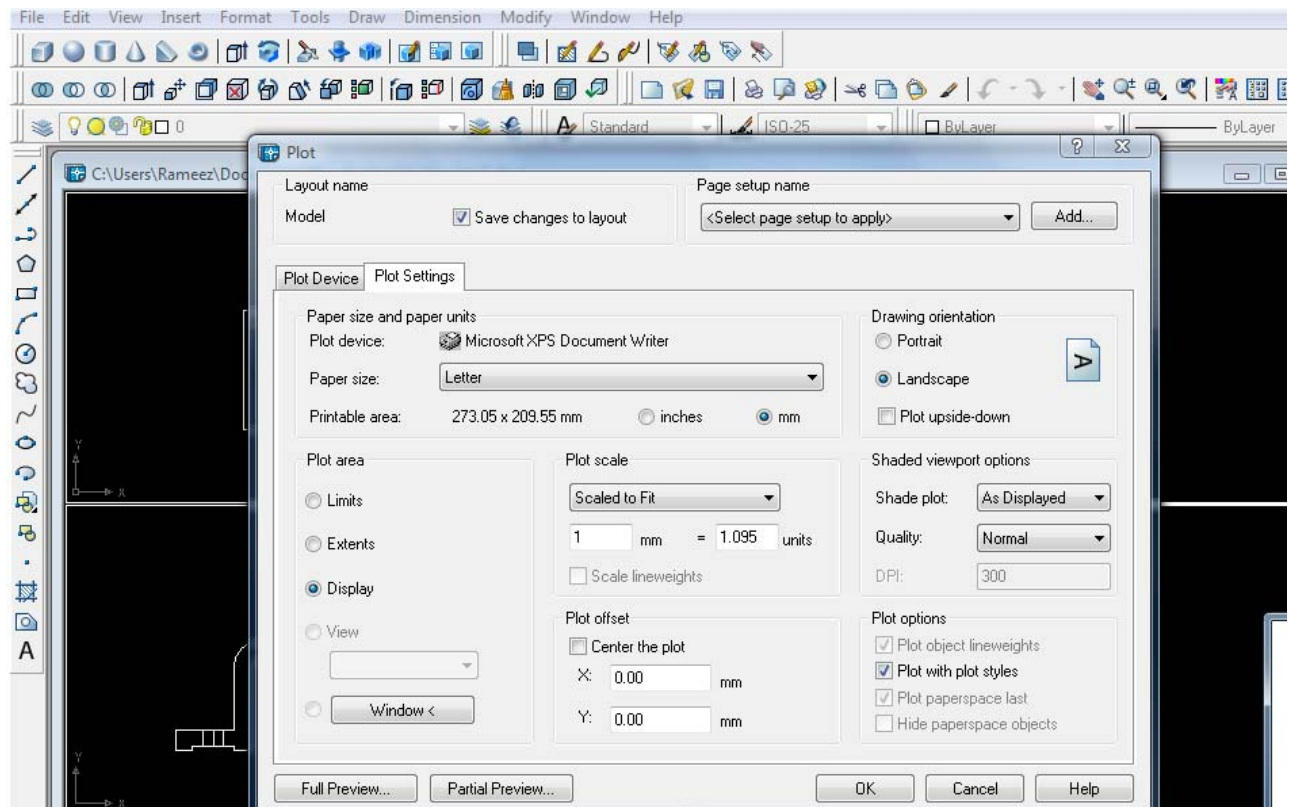 File Edit View Insert Format Tools Draw Dimension Modify Window Help
0 Standard ISO-25 ByLayer ByLayer
C:\Users\Rameez\Doc
Plot
Layout name
Model
Save changes to layout
Page setup name
<Select page setup to apply>
Add...
Plot Device
Plot Settings
Paper size and paper units
Plot device: Microsoft XPS Document Writer
Paper size: Letter
Printable area: 273.05 x 209.55 mm inches mm
Drawing orientation
Portrait
Landscape
Plot upside-down
A
Plot area
Limits
Extents
Display
View
Window <
Plot scale
Scaled to Fit
1 mm = 1.095 units
Scale lineweights
Plot offset
Center the plot
X: 0.00 mm
Y: 0.00 mm
Shaded viewport options
Shade plot: As Displayed
Quality: Normal
DPI: 300
Plot options
Plot object lineweights
Plot with plot styles
Plot paperspace last
Hide paperspace objects
Full Preview... Partial Preview... OK Cancel Help
A
Y
X
Y
X